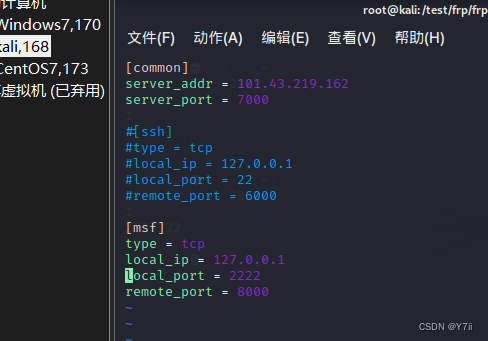 计算机
Windows7,170
kali,168
CentOS7,173
虚拟机 (已弃用)
root@kali:/test/frp/frp
文件(F) 动作(A) 编辑(E) 查看(V) 帮助(H)
[common]
server_addr = 101.43.219.162
server_port = 7000
#[ssh]
#type = tcp
#local_ip = 127.0.0.1
#local_port = 22
#remote_port = 6000
[msf]
type = tcp
local_ip = 127.0.0.1
local_port = 2222
remote_port = 8000
~
~
~
CSDN @Y7ii